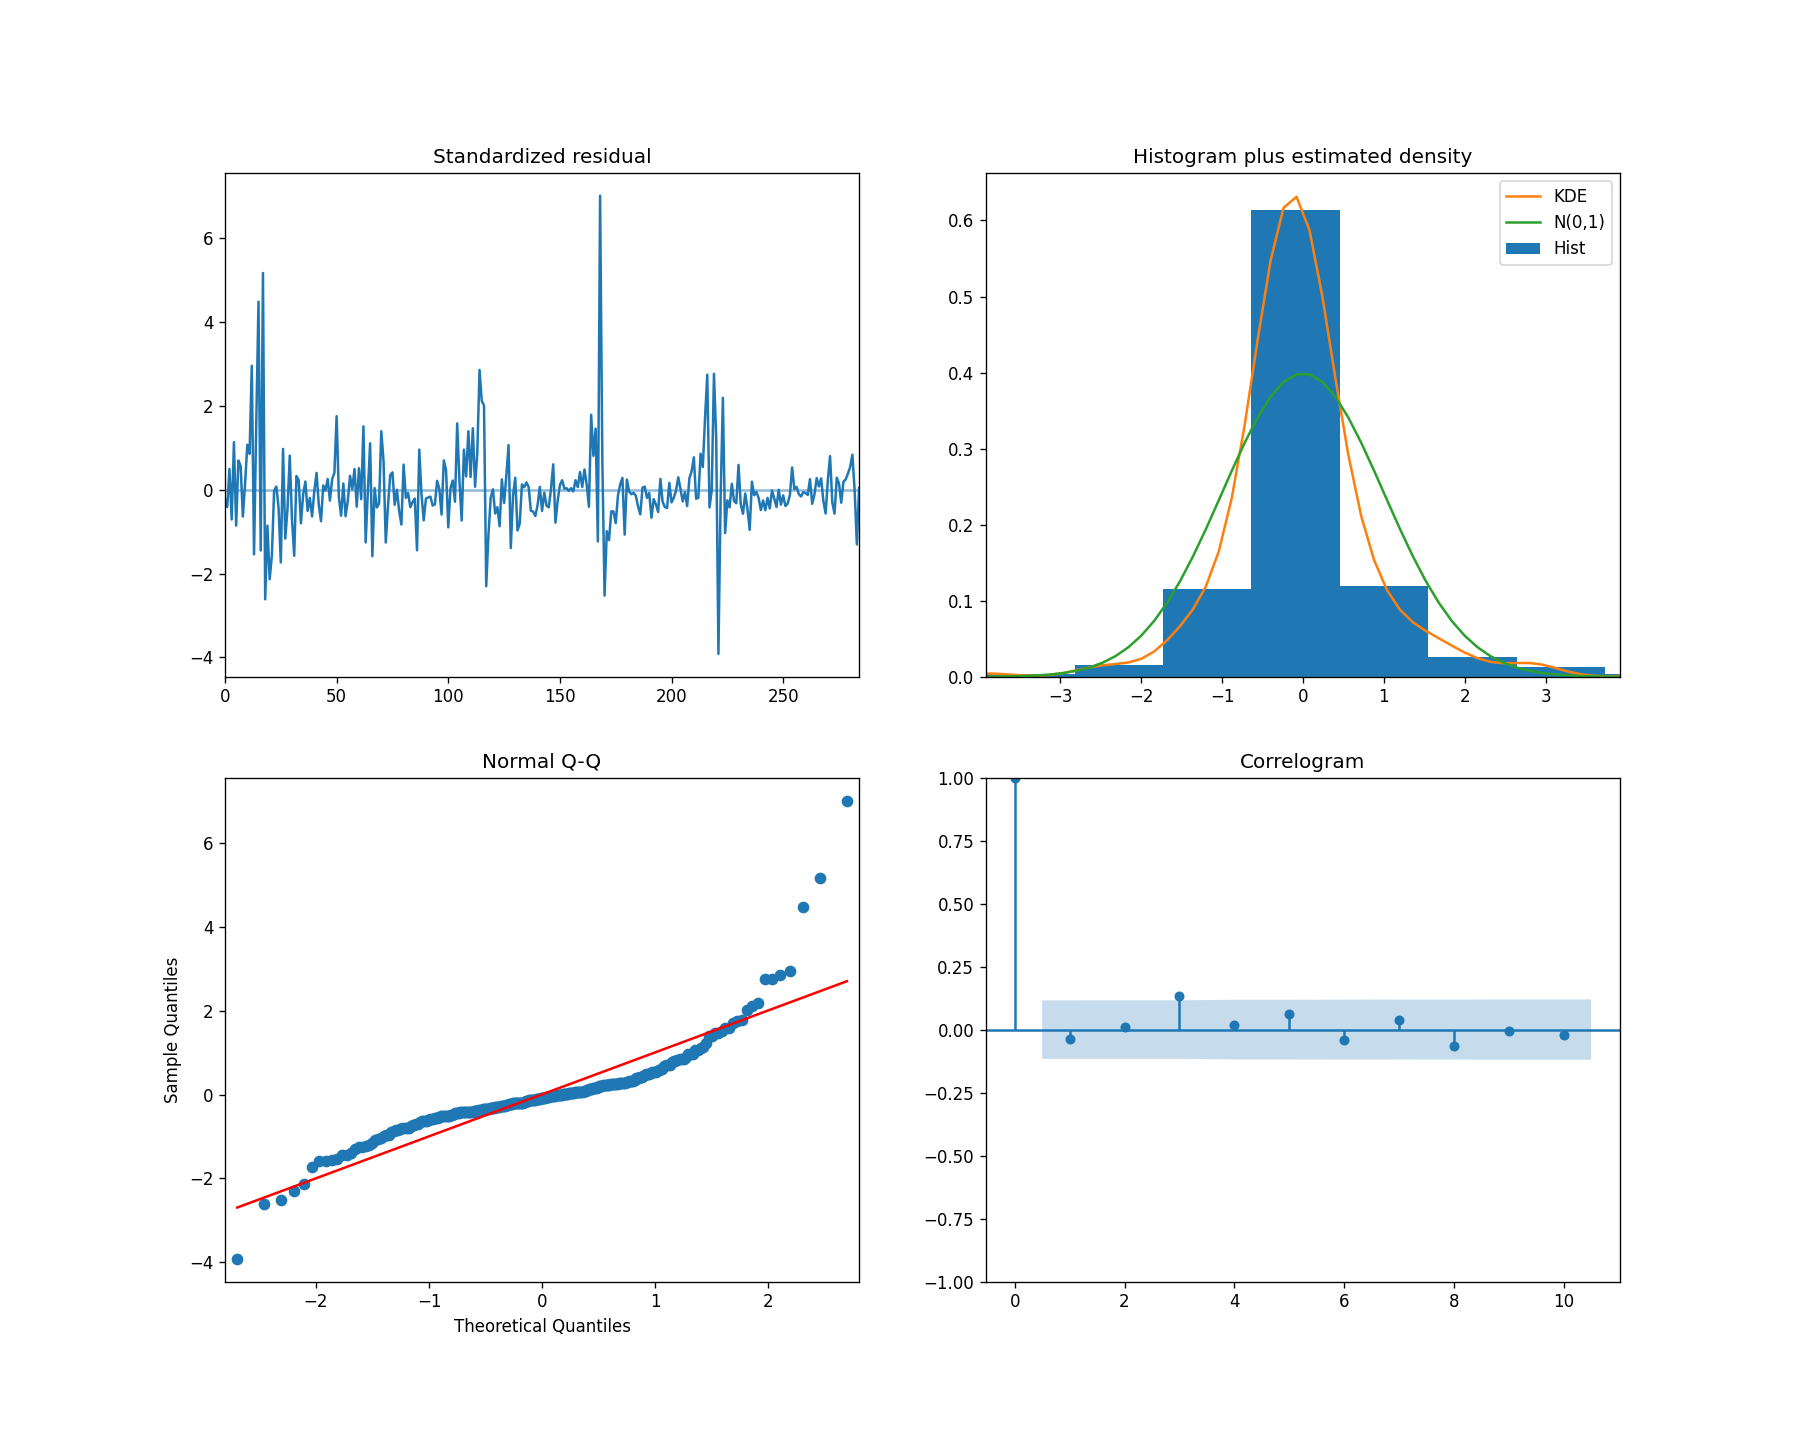 Standardized residual
6
4
2
0
−2
−4
0 50 100 150 200 250
Histogram plus estimated density
KDE
N(0,1)
Hist
0.6
0.5
0.4
0.3
0.2
0.1
0.0
−3 −2 −1 0 1 2 3
Normal Q-Q
Sample Quantiles
6
4
2
0
−2
−4
−2 −1 0 1 2
Theoretical Quantiles
Correlogram
1.00
0.75
0.50
0.25
0.00
−0.25
−0.50
−0.75
−1.00
0 2 4 6 8 10